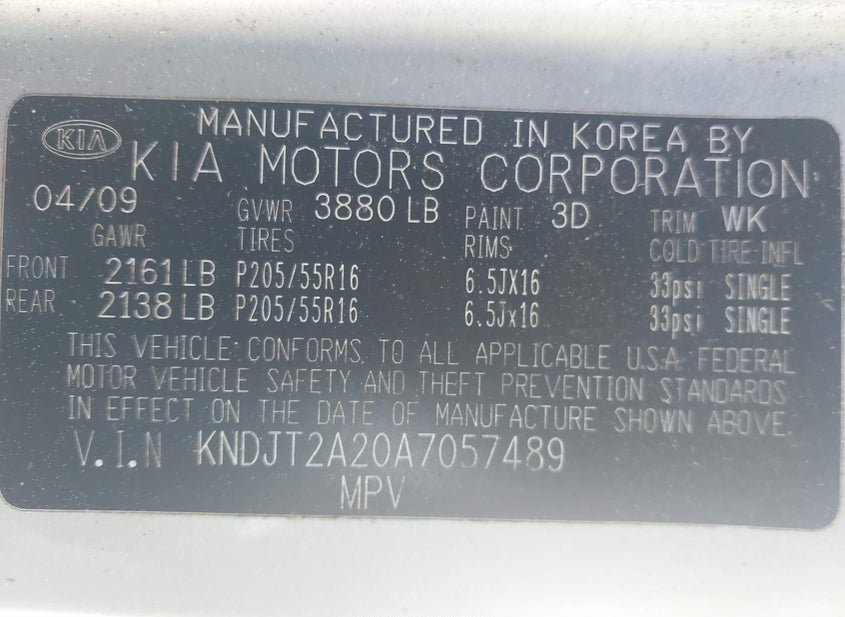 KIA
MANUFACTURED IN KOREA BY
KIA MOTORS CORPORATION
04/09 GVWR 3880 LB PAINT 3D TRIM WK
GAWR TIRES RIMS COLD TIRE INFL
FRONT 2161 LB P205/55R16 6.5JX16 33psi SINGLE
REAR 2138 LB P205/55R16 6.5Jx16 33psi SINGLE
THIS VEHICLE CONFORMS TO ALL APPLICABLE U.S.A. FEDERAL
MOTOR VEHICLE SAFETY AND THEFT PREVENTION STANDARDS
IN EFFECT ON THE DATE OF MANUFACTURE SHOWN ABOVE.
V.I.N KNDJT2A20A7057489
MPV